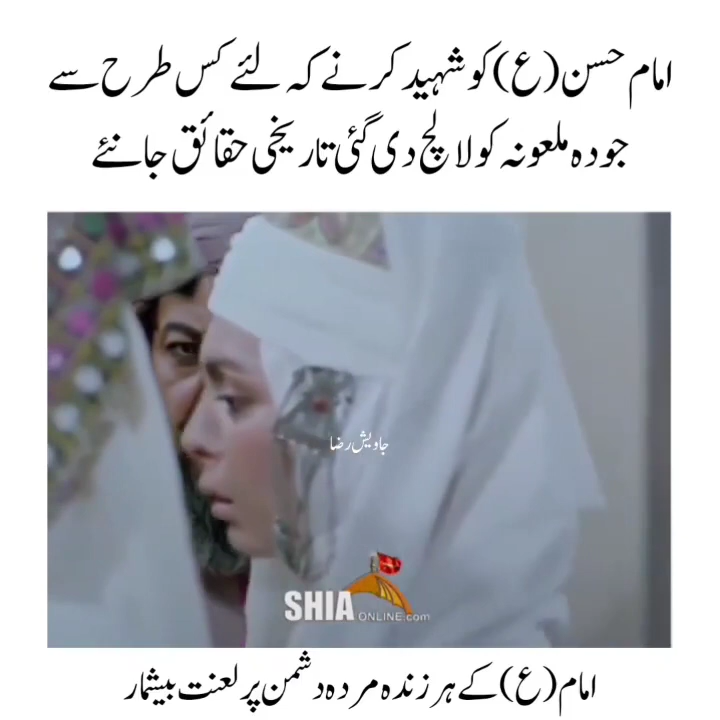 امام حسن (ع) کو شہید کرنے کہ لئے کس طرح سے
جودہ ملعونہ کو لالچ دی گئی تاریخی حقائق جانئے
جاویش رضا
SHIA ONLINE.com
امام (ع) کے ہر زندہ مردہ دشمن پر لعنت بیشمار